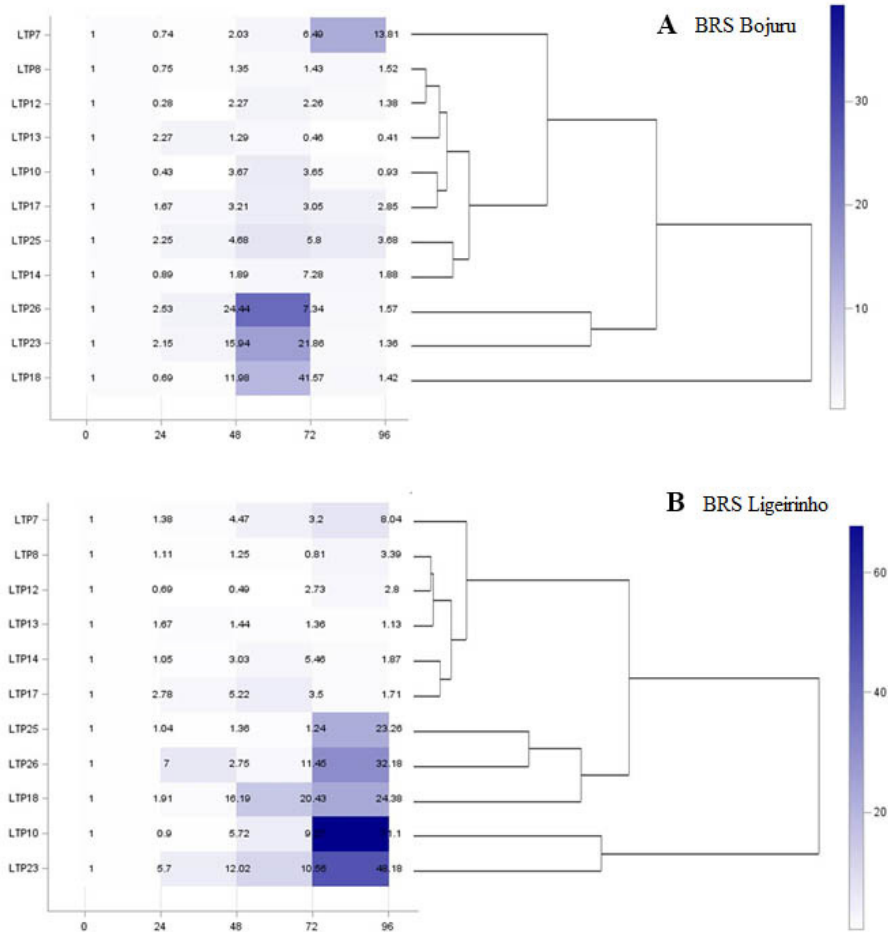 A BRS Bojuru
LTP7 1 0.74 2.03 6.49 13.81
LTP8 1 0.75 1.35 1.43 1.52
LTP12 1 0.28 2.27 2.26 1.38
LTP13 1 2.27 1.29 0.46 0.41
LTP10 1 0.43 3.67 3.65 0.93
LTP17 1 1.67 3.21 3.05 2.85
LTP25 1 2.25 4.68 5.8 3.68
LTP14 1 0.89 1.89 7.28 1.88
LTP26 1 2.53 24.44 7.34 1.57
LTP23 1 2.15 15.94 21.86 1.36
LTP18 1 0.69 11.98 41.57 1.42
0 24 48 72 96
30
20
10
B BRS Ligeirinho
LTP7 1 1.38 4.47 3.2 8.04
LTP8 1 1.11 1.25 0.81 3.39
LTP12 1 0.69 0.49 2.73 2.8
LTP13 1 1.67 1.44 1.36 1.13
LTP14 1 1.05 3.03 5.46 1.87
LTP17 1 2.78 5.22 3.5 1.71
LTP25 1 1.04 1.36 1.24 23.26
LTP26 1 7 2.75 11.45 32.18
LTP18 1 1.91 16.19 20.43 24.38
LTP10 1 0.9 5.72
LTP23 1 5.7 12.02 10.56 48.18
0 24 48 72 96
60
40
20